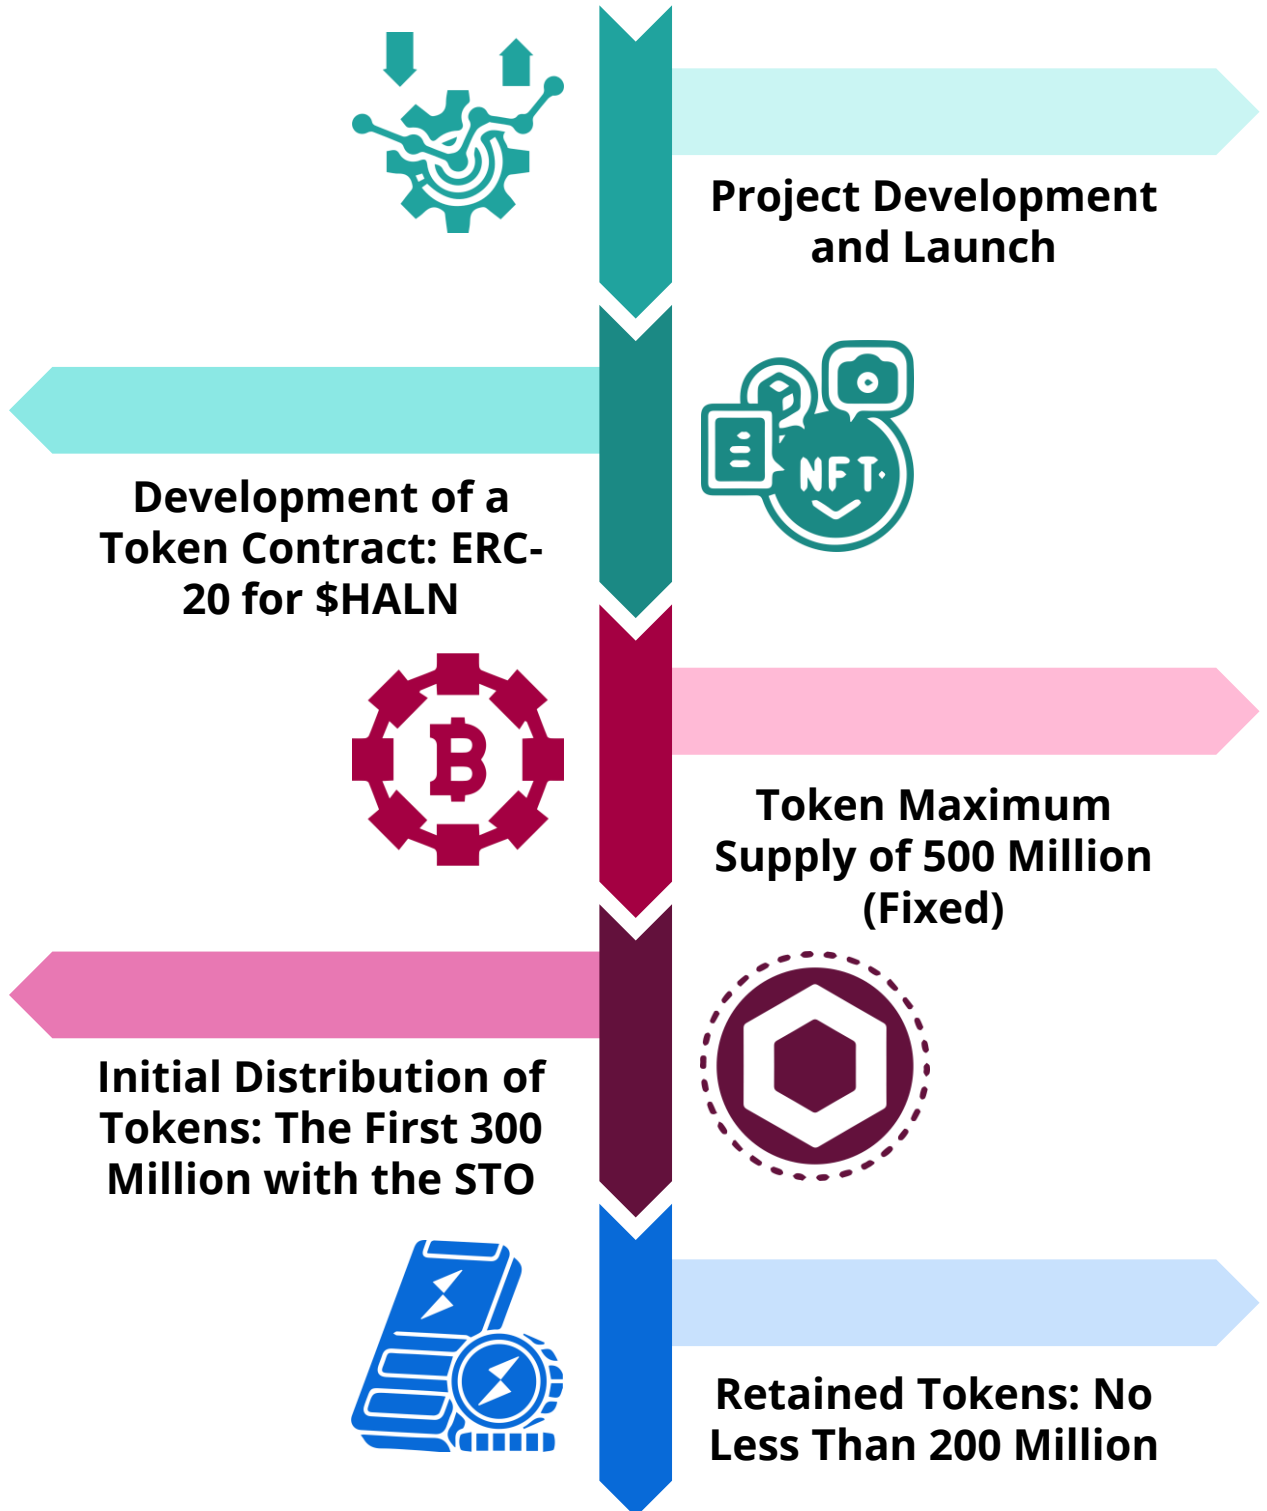 Project Development
and Launch
NFT
Development of a
Token Contract: ERC-
20 for $HALN
Token Maximum
Supply of 500 Million
(Fixed)
Initial Distribution of
Tokens: The First 300
Million with the STO
Retained Tokens: No
Less Than 200 Million